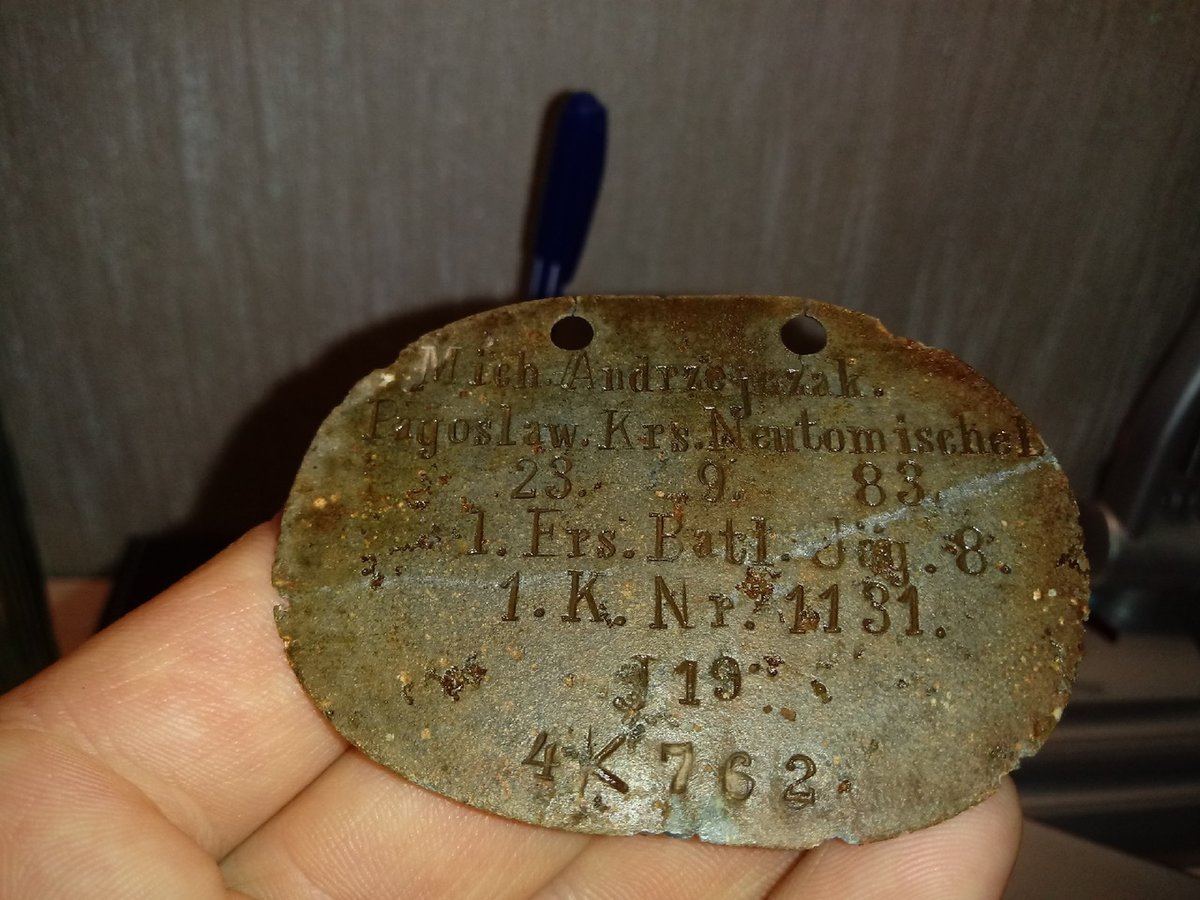 Mich. Andrzejczak.
Pagoslaw. Krs. Neutomischel
23. 9. 83.
1. Ers. Batl. Jäg. 8.
1. K. Nr. 1131.
J 19
4 K 762.